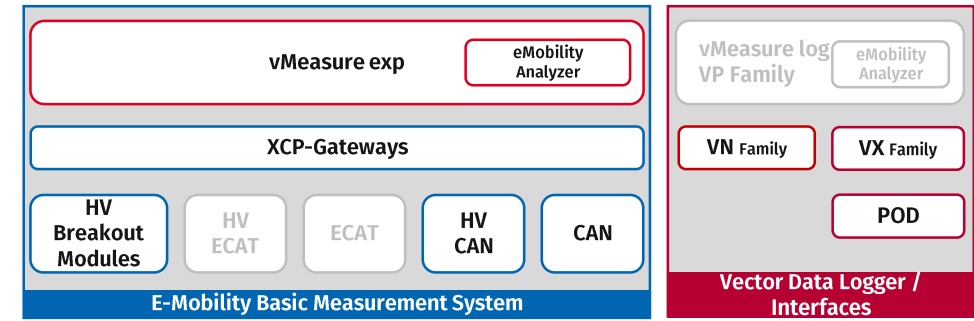 vMeasure exp
eMobility
Analyzer
XCP-Gateways
HV
Breakout
Modules
HV
ECAT
ECAT
HV
CAN
CAN
E-Mobility Basic Measurement System
vMeasure log
VP Family
eMobility
Analyzer
VN Family
VX Family
POD
Vector Data Logger /
Interfaces